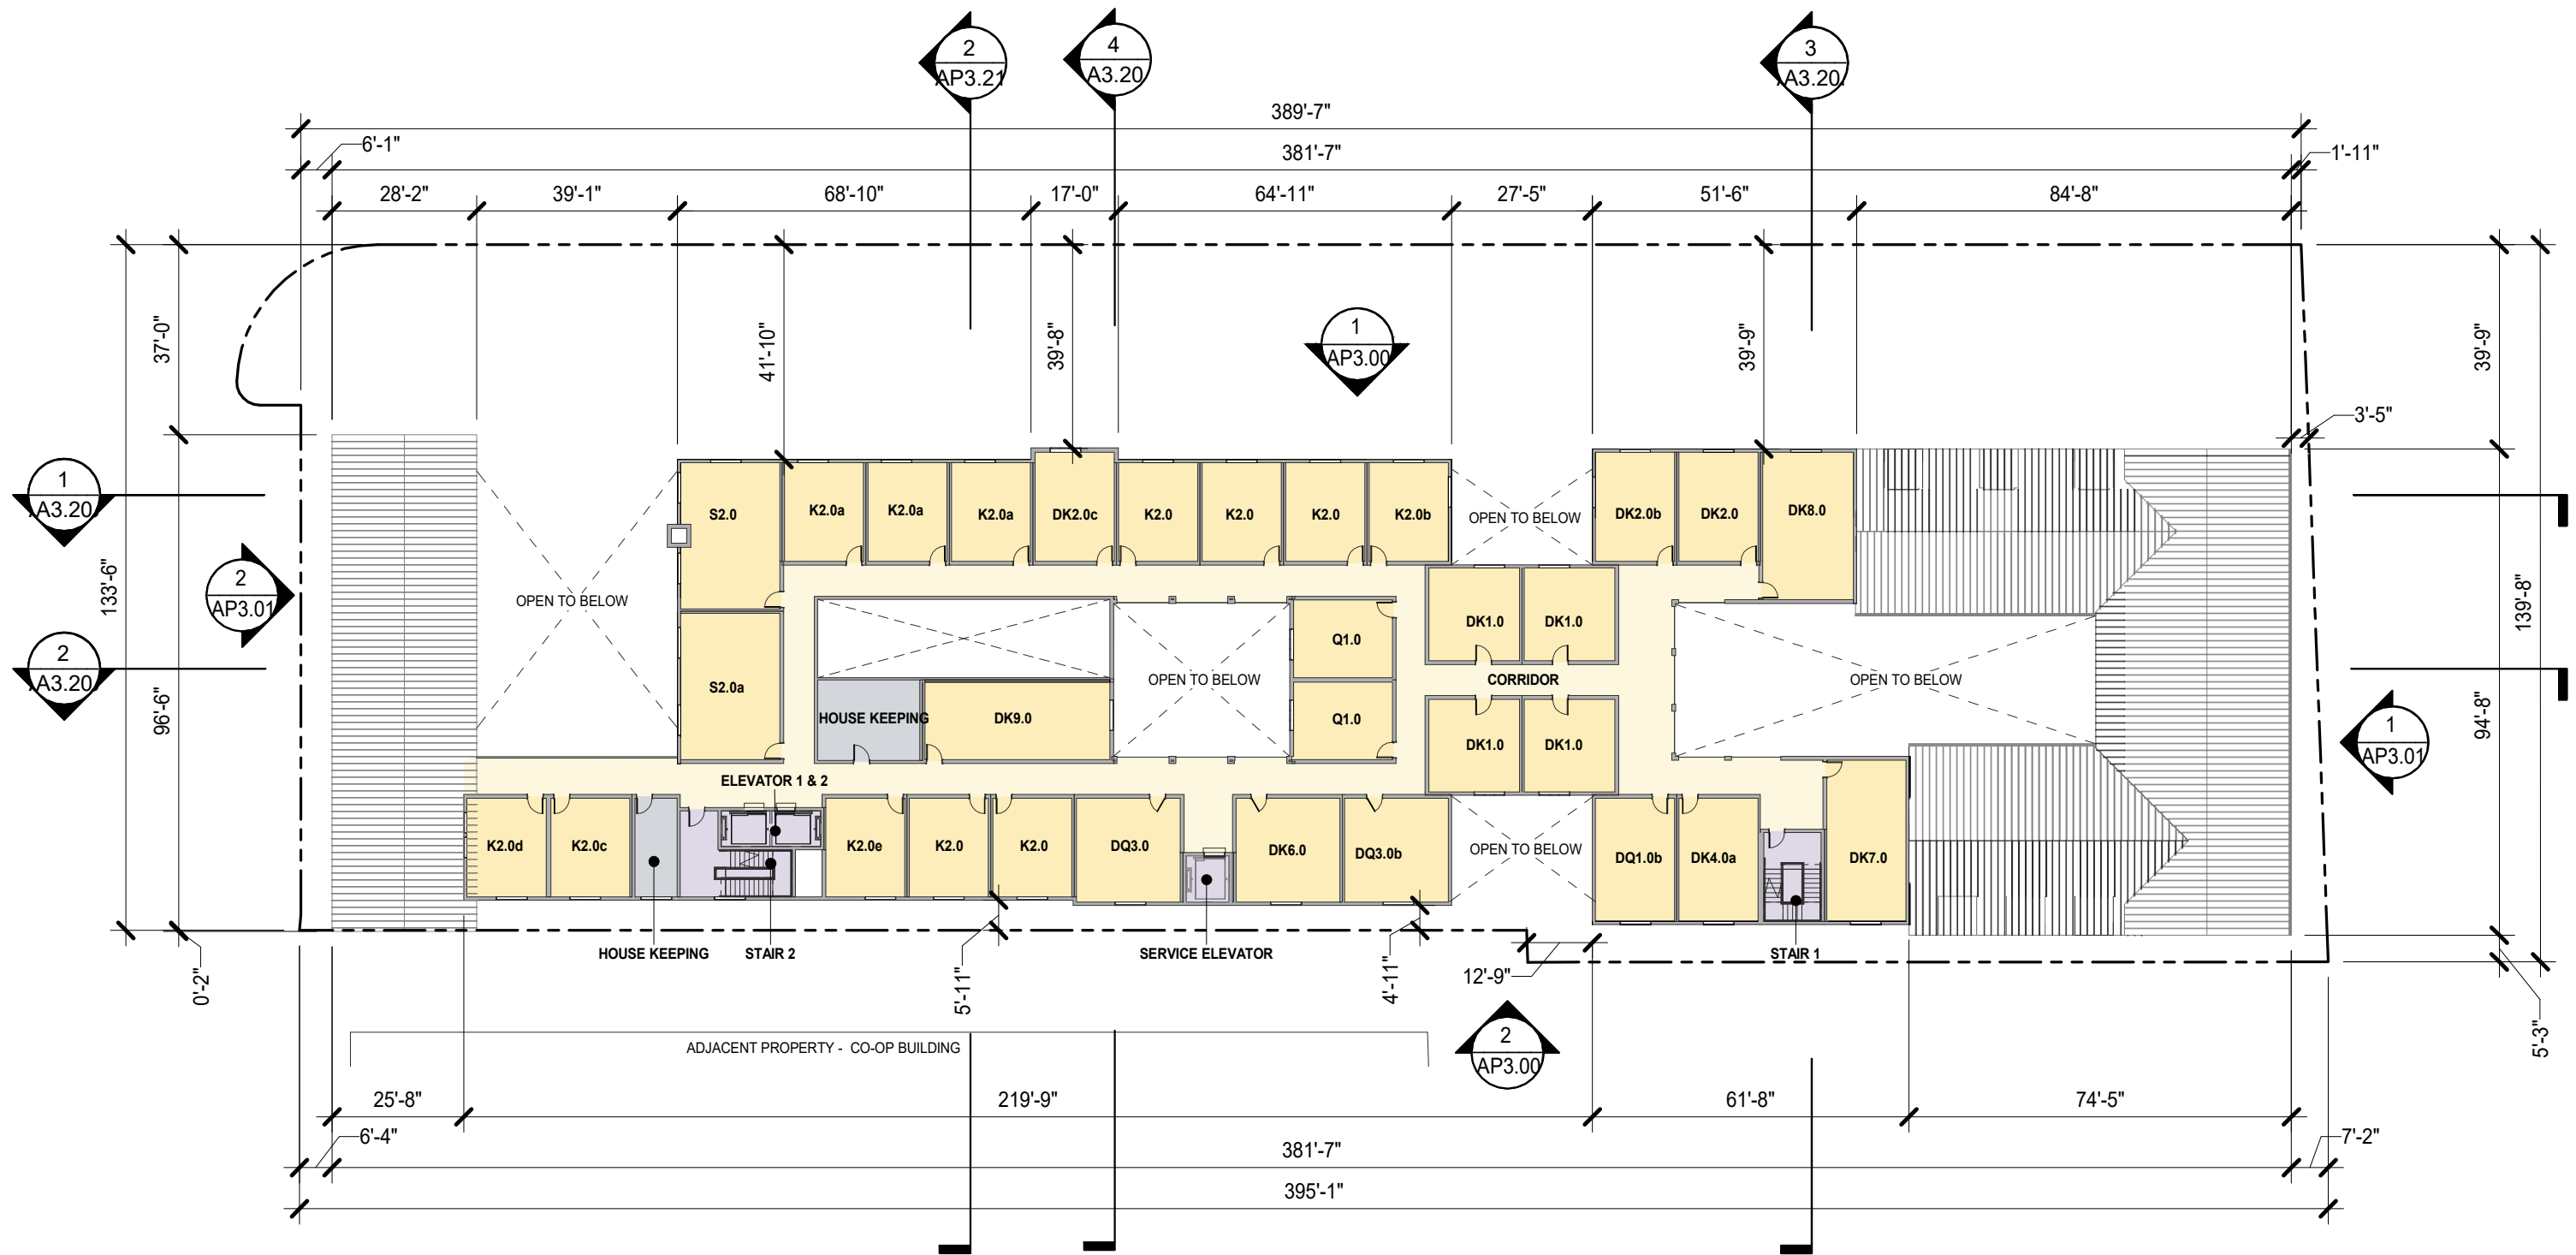 2
AP3.21
4
A3.20
3
A3.20
389'-7"
6'-1"
381'-7"
1'-11"
28'-2"
39'-1"
68'-10"
17'-0"
64'-11"
27'-5"
51'-6"
84'-8"
37'-0"
41'-10"
39'-8"
39'-9"
39'-9"
1
AP3.00
3'-5"
1
A3.20
133'-6"
2
AP3.01
2
A3.20
96'-6"
139'-8"
94'-8"
1
AP3.01
S2.0
K2.0a
K2.0a
K2.0a
DK2.0c
K2.0
K2.0
K2.0
K2.0b
OPEN TO BELOW
DK2.0b
DK2.0
DK8.0
OPEN TO BELOW
Q1.0
DK1.0
DK1.0
S2.0a
OPEN TO BELOW
CORRIDOR
OPEN TO BELOW
HOUSE KEEPING
DK9.0
Q1.0
DK1.0
DK1.0
ELEVATOR 1 & 2
K2.0d
K2.0c
K2.0e
K2.0
K2.0
DQ3.0
DK6.0
DQ3.0b
OPEN TO BELOW
DQ1.0b
DK4.0a
DK7.0
HOUSE KEEPING
STAIR 2
SERVICE ELEVATOR
STAIR 1
0'-2"
5'-11"
4'-11"
12'-9"
5'-3"
ADJACENT PROPERTY - CO-OP BUILDING
2
AP3.00
25'-8"
219'-9"
61'-8"
74'-5"
6'-4"
381'-7"
7'-2"
395'-1"